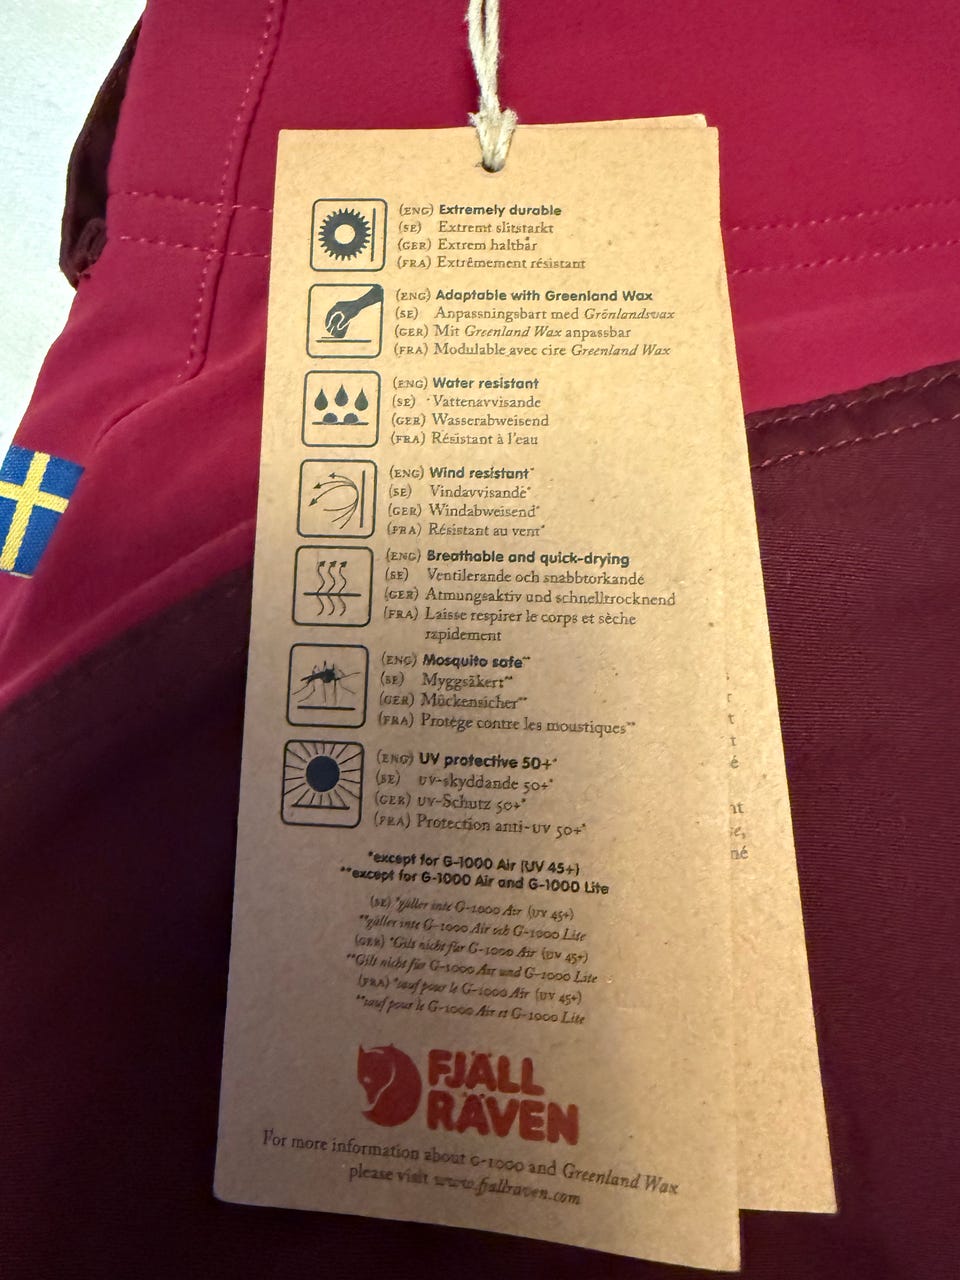 (ENG) Extremely durable
(SE) Extremt slitstarkt
(GER) Extrem haltbar
(FRA) Extrêmement résistant
(ENG) Adaptable with Greenland Wax
(SE) Anpassningsbart med Grönlandsvax
(GER) Mit Greenland Wax anpassbar
(FRA) Modulable avec cire Greenland Wax
(ENG) Water resistant
(SE) Vattenavvisande
(GER) Wasserabweisend
(FRA) Résistant à l'eau
(ENG) Wind resistant*
(SE) Vindavvisande*
(GER) Windabweisend*
(FRA) Résistant au vent*
(ENG) Breathable and quick-drying
(SE) Ventilerande och snabbtorkande
(GER) Atmungsaktiv und schnelltrocknend
(FRA) Laisse respirer le corps et sèche
rapidement
(ENG) Mosquito safe**
(SE) Myggsäkert**
(GER) Mückensicher**
(FRA) Protège contre les moustiques**
(ENG) UV protective 50+*
(SE) UV-skyddande 50+*
(GER) UV-Schutz 50+*
(FRA) Protection anti-UV 50+*
*except for G-1000 Air (UV 45+)
**except for G-1000 Air and G-1000 Lite
(SE) *gäller inte G-1000 Air (UV 45+)
**gäller inte G-1000 Air och G-1000 Lite
(GER) *Gilt nicht für G-1000 Air (UV 45+)
**Gilt nicht für G-1000 Air und G-1000 Lite
(FRA) *sauf pour le G-1000 Air (UV 45+)
**sauf pour le G-1000 Air et G-1000 Lite
FJÄLL
RÄVEN
For more information about G-1000 and Greenland Wax
please visit www.fjallraven.com